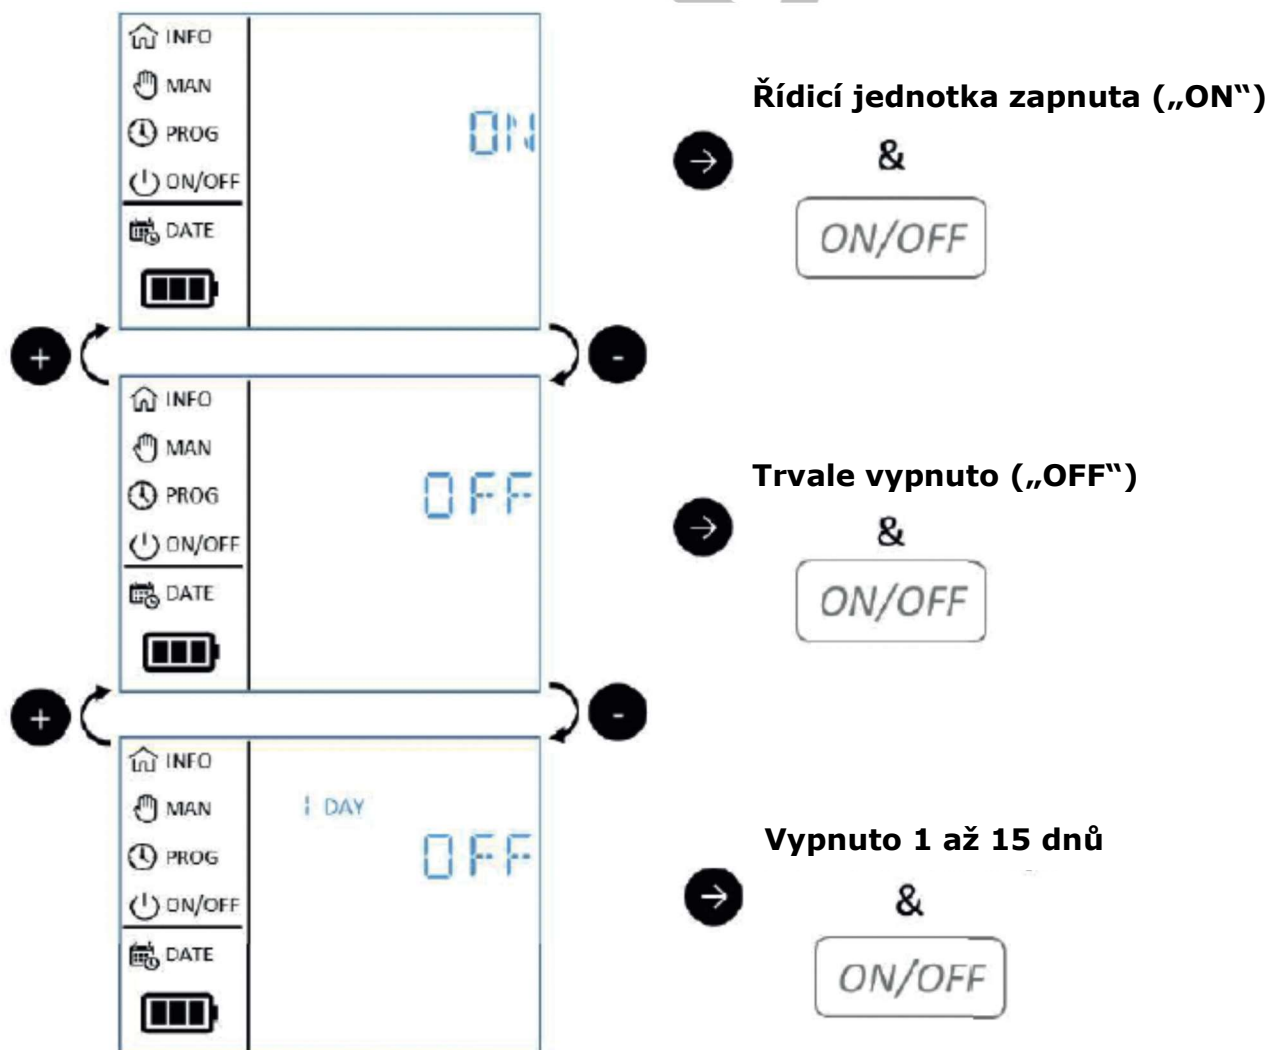 INFO
MAN
PROG
ON/OFF
DATE
ON
Řídicí jednotka zapnuta („ON“)
→
&
ON/OFF
+
-
INFO
MAN
PROG
ON/OFF
DATE
OFF
Trvale vypnuto („OFF“)
→
&
ON/OFF
+
-
INFO
MAN
PROG
ON/OFF
DATE
1 DAY
OFF
Vypnuto 1 až 15 dnů
→
&
ON/OFF